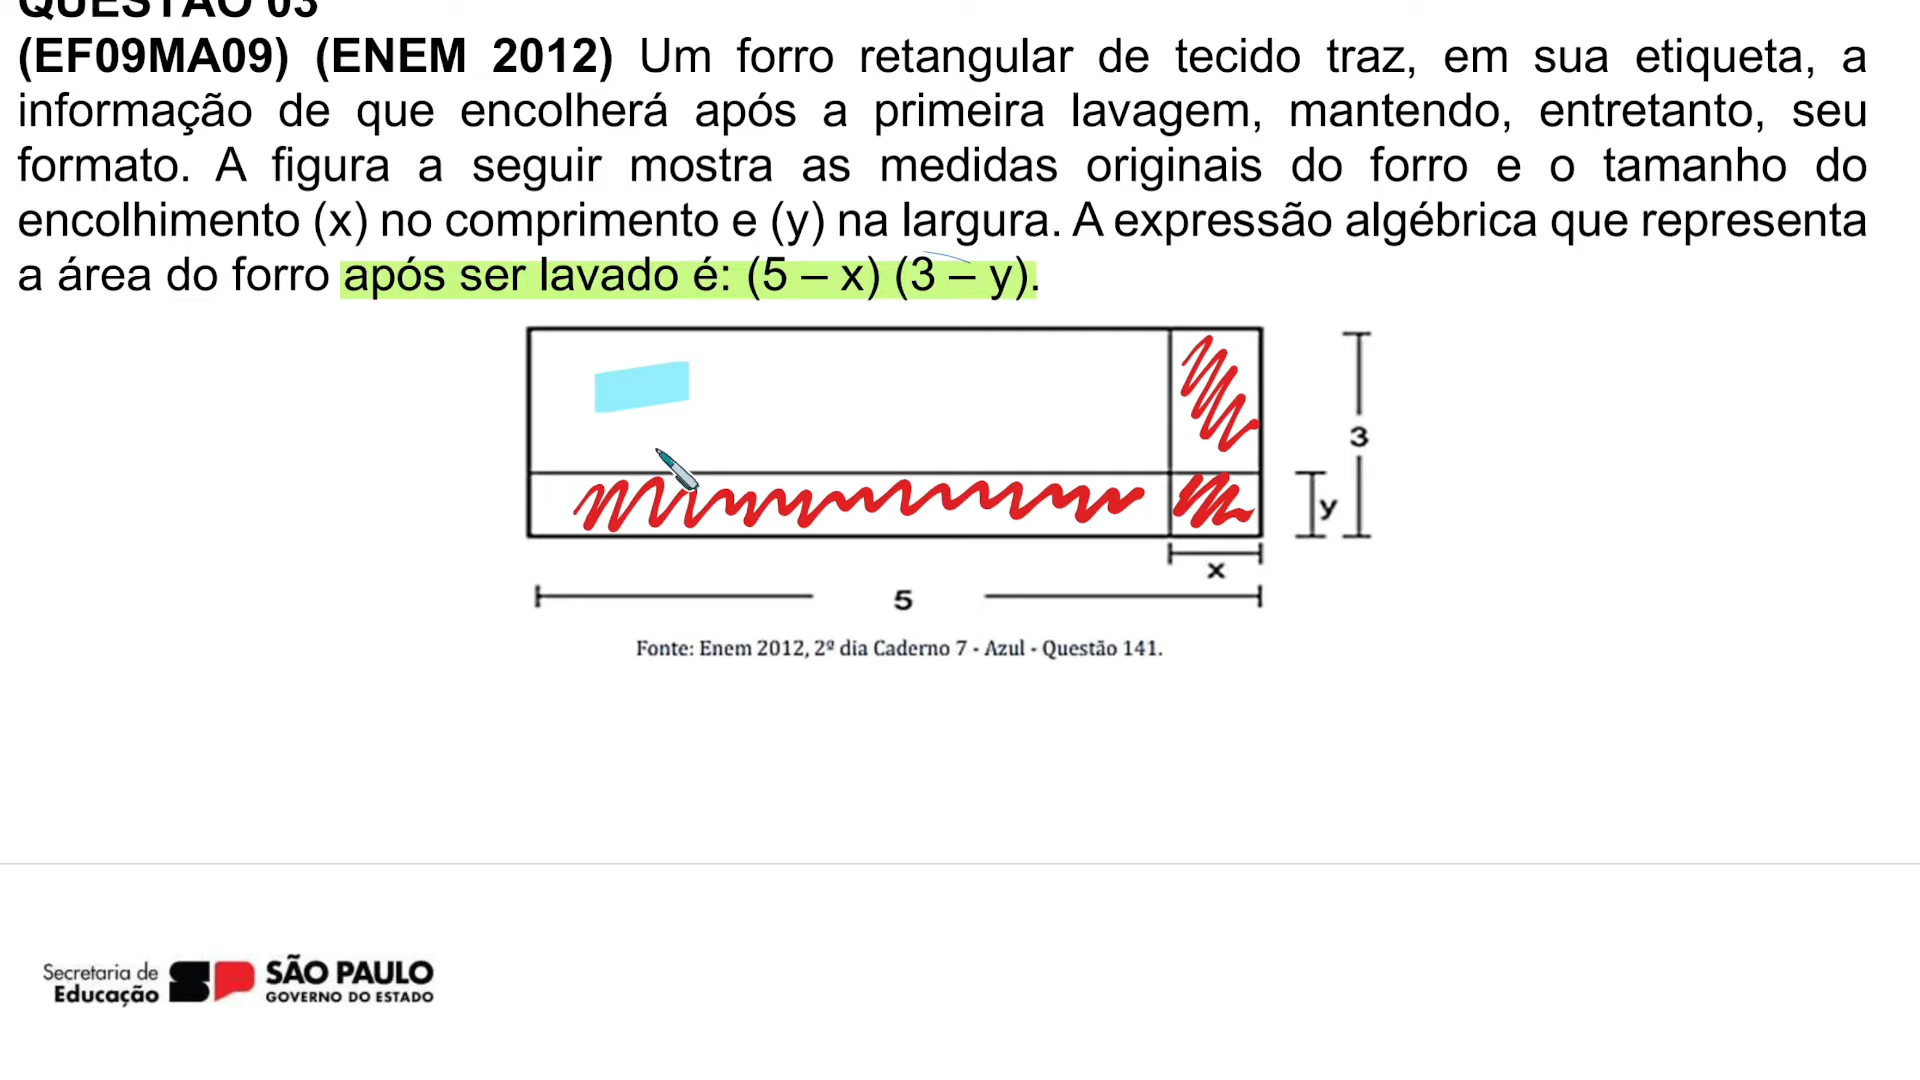 QUESTÃO 03
(EF09MA09) (ENEM 2012) Um forro retangular de tecido traz, em sua etiqueta, a
informação de que encolherá após a primeira lavagem, mantendo, entretanto, seu
formato. A figura a seguir mostra as medidas originais do forro e o tamanho do
encolhimento (x) no comprimento e (y) na largura. A expressão algébrica que representa
a área do forro após ser lavado é: (5 – x) (3 – y).
3
y
x
5
Fonte: Enem 2012, 2º dia Caderno 7 - Azul - Questão 141.
Secretaria de
Educação
SP
SÃO PAULO
GOVERNO DO ESTADO